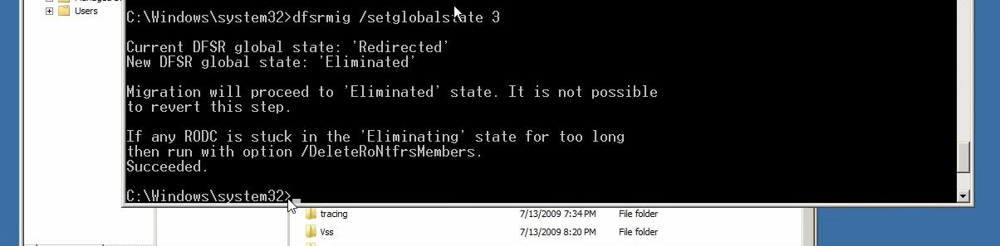 Users
C:\Windows\system32>dfsrmig /setglobalstate 3
Current DFSR global state: 'Redirected'
New DFSR global state: 'Eliminated'
Migration will proceed to 'Eliminated' state. It is not possible
to revert this step.
If any RODC is stuck in the 'Eliminating' state for too long
then run with option /DeleteRoNtfrsMembers.
Succeeded.
C:\Windows\system32>
tracing 7/13/2009 7:34 PM File folder
Vss 7/13/2009 8:20 PM File folder